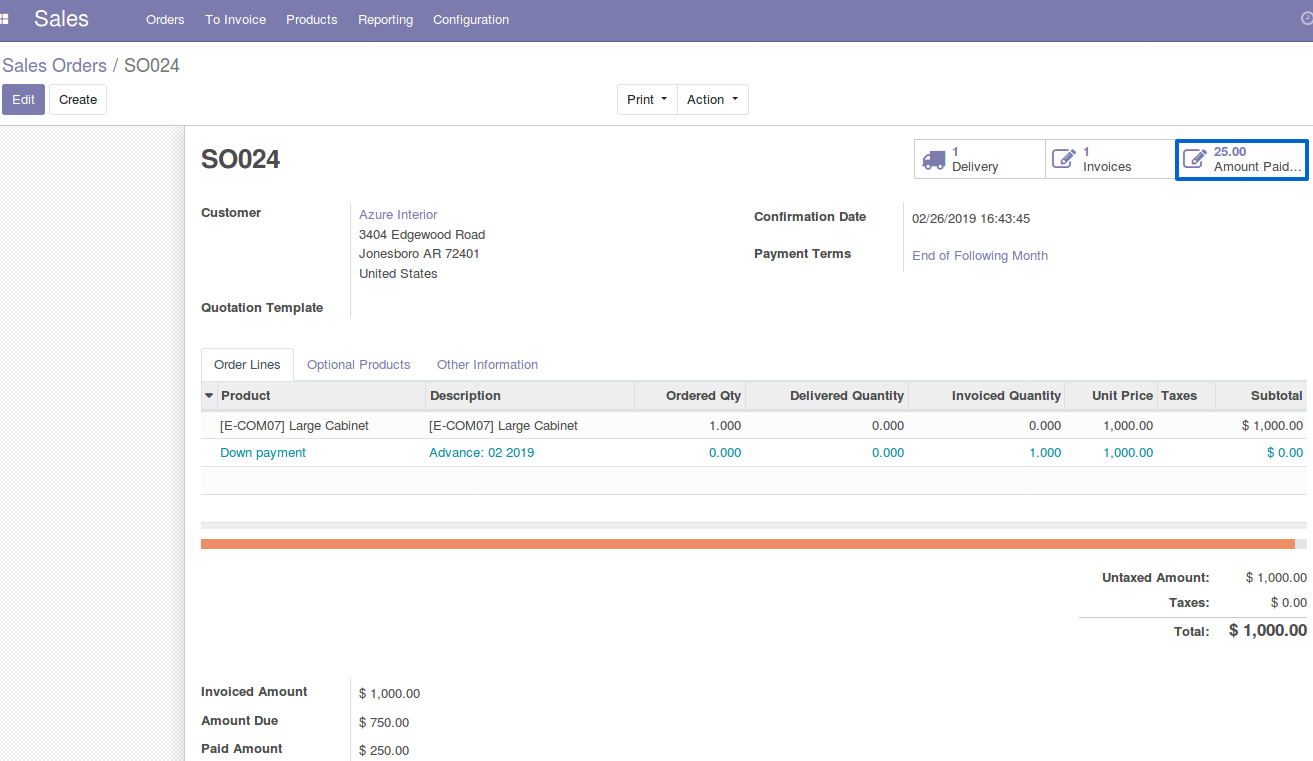 Sales Orders To Invoice Products Reporting Configuration
Sales Orders / SO024
Edit Create Print Action
SO024
1
Delivery
1
Invoices
25.00
Amount Paid...
Customer
Azure Interior
3404 Edgewood Road
Jonesboro AR 72401
United States
Confirmation Date 02/26/2019 16:43:45
Payment Terms End of Following Month
Quotation Template
Order Lines Optional Products Other Information
Product Description Ordered Qty Delivered Quantity Invoiced Quantity Unit Price Taxes Subtotal
[E-COM07] Large Cabinet [E-COM07] Large Cabinet 1.000 0.000 0.000 1,000.00 $ 1,000.00
Down payment Advance: 02 2019 0.000 0.000 1.000 1,000.00 $ 0.00
Untaxed Amount: $ 1,000.00
Taxes: $ 0.00
Total: $ 1,000.00
Invoiced Amount $ 1,000.00
Amount Due $ 750.00
Paid Amount $ 250.00